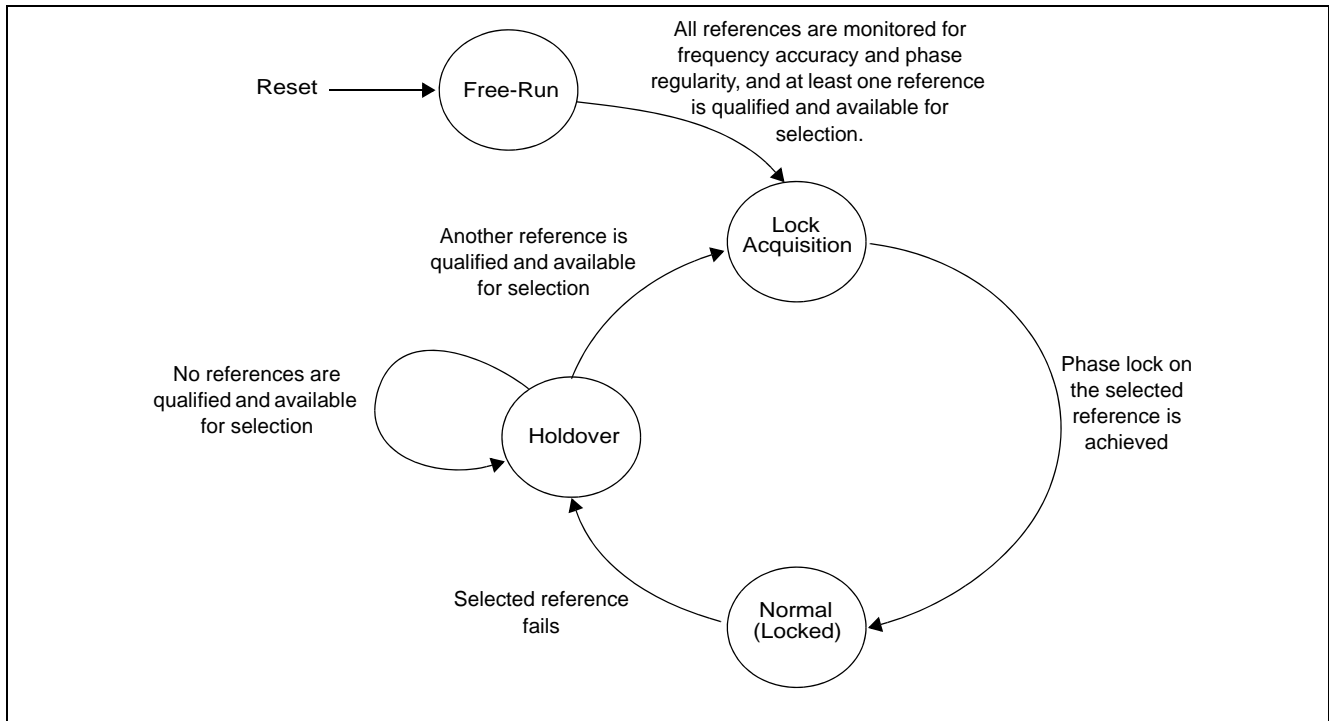 All references are monitored for
frequency accuracy and phase
regularity, and at least one reference
is qualified and available for
selection.
Reset
Free-Run
Lock
Acquisition
Another reference is
qualified and available
for selection
No references are
qualified and available
for selection
Holdover
Phase lock on
the selected
reference is
achieved
Selected reference
fails
Normal
(Locked)